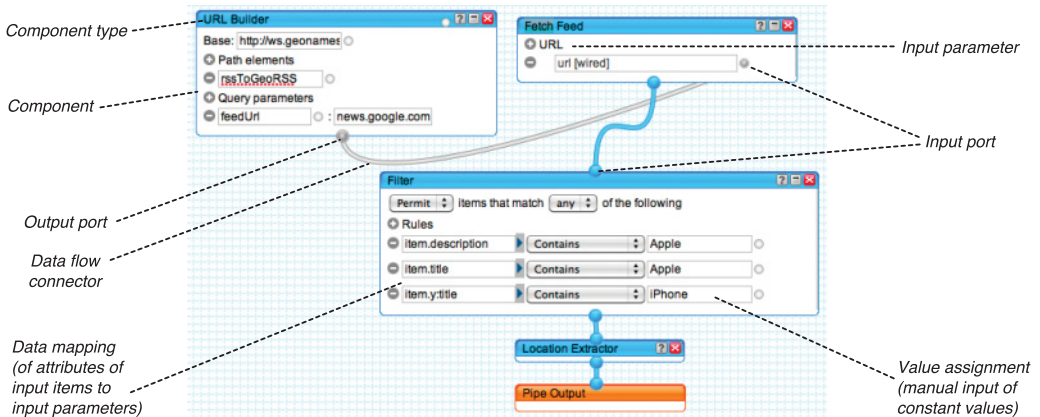 Component type
URL Builder
Base: http://ws.geonames
Path elements
rssToGeoRSS
Query parameters
feedUrl : news.google.com
Component
Fetch Feed
URL
url [wired]
Input parameter
Input port
Output port
Data flow
connector
Filter
Permit items that match any of the following
Rules
item.description Contains Apple
item.title Contains Apple
item.y:title Contains iPhone
Data mapping
(of attributes of
input items to
input parameters)
Location Extractor
Pipe Output
Value assignment
(manual input of
constant values)